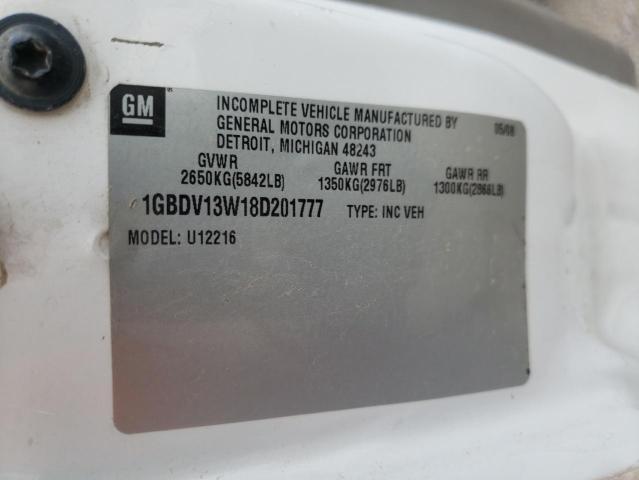 GM
INCOMPLETE VEHICLE MANUFACTURED BY 05/08
GENERAL MOTORS CORPORATION
DETROIT, MICHIGAN 48243
GVWR GAWR FRT GAWR RR
2650KG(5842LB) 1350KG(2976LB) 1300KG(2866LB)
1GBDV13W18D201777 TYPE: INC VEH
MODEL: U12216